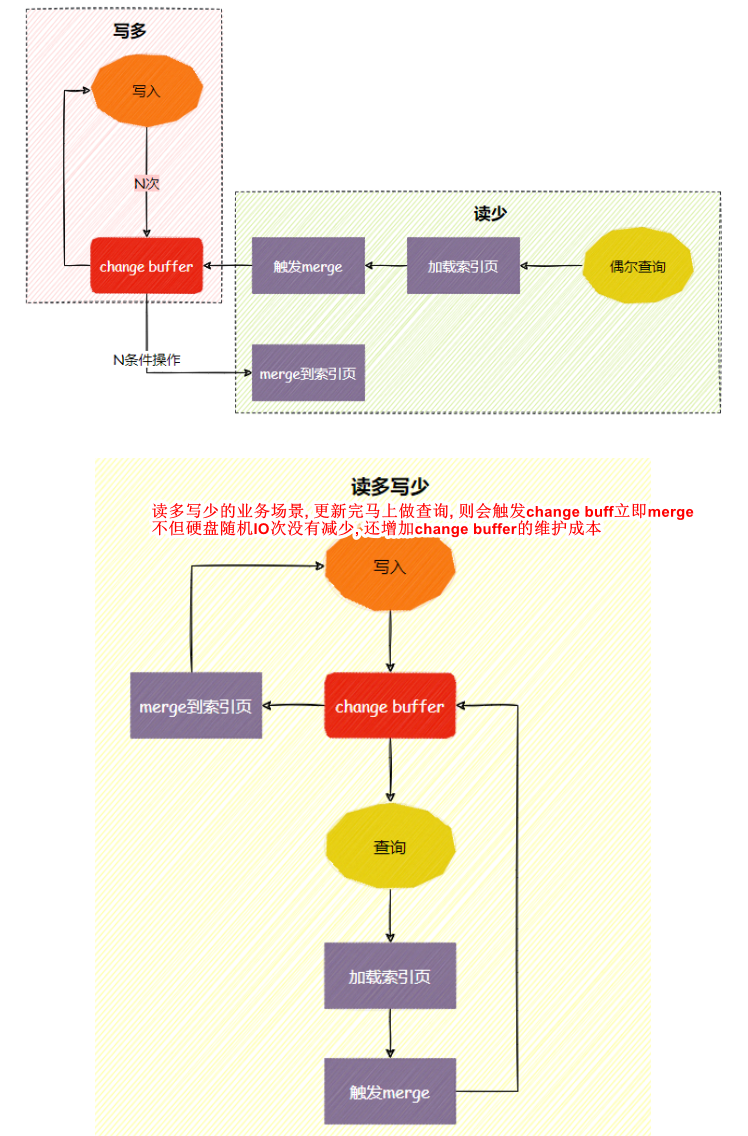 写多
写入
N次
change buffer
N条件操作
读少
触发merge
加载索引页
偶尔查询
merge到索引页
读多写少
读多写少的业务场景, 更新完马上做查询, 则会触发change buff立即merge
不但硬盘随机IO次没有减少, 还增加change buffer的维护成本
写入
merge到索引页
change buffer
查询
加载索引页
触发merge